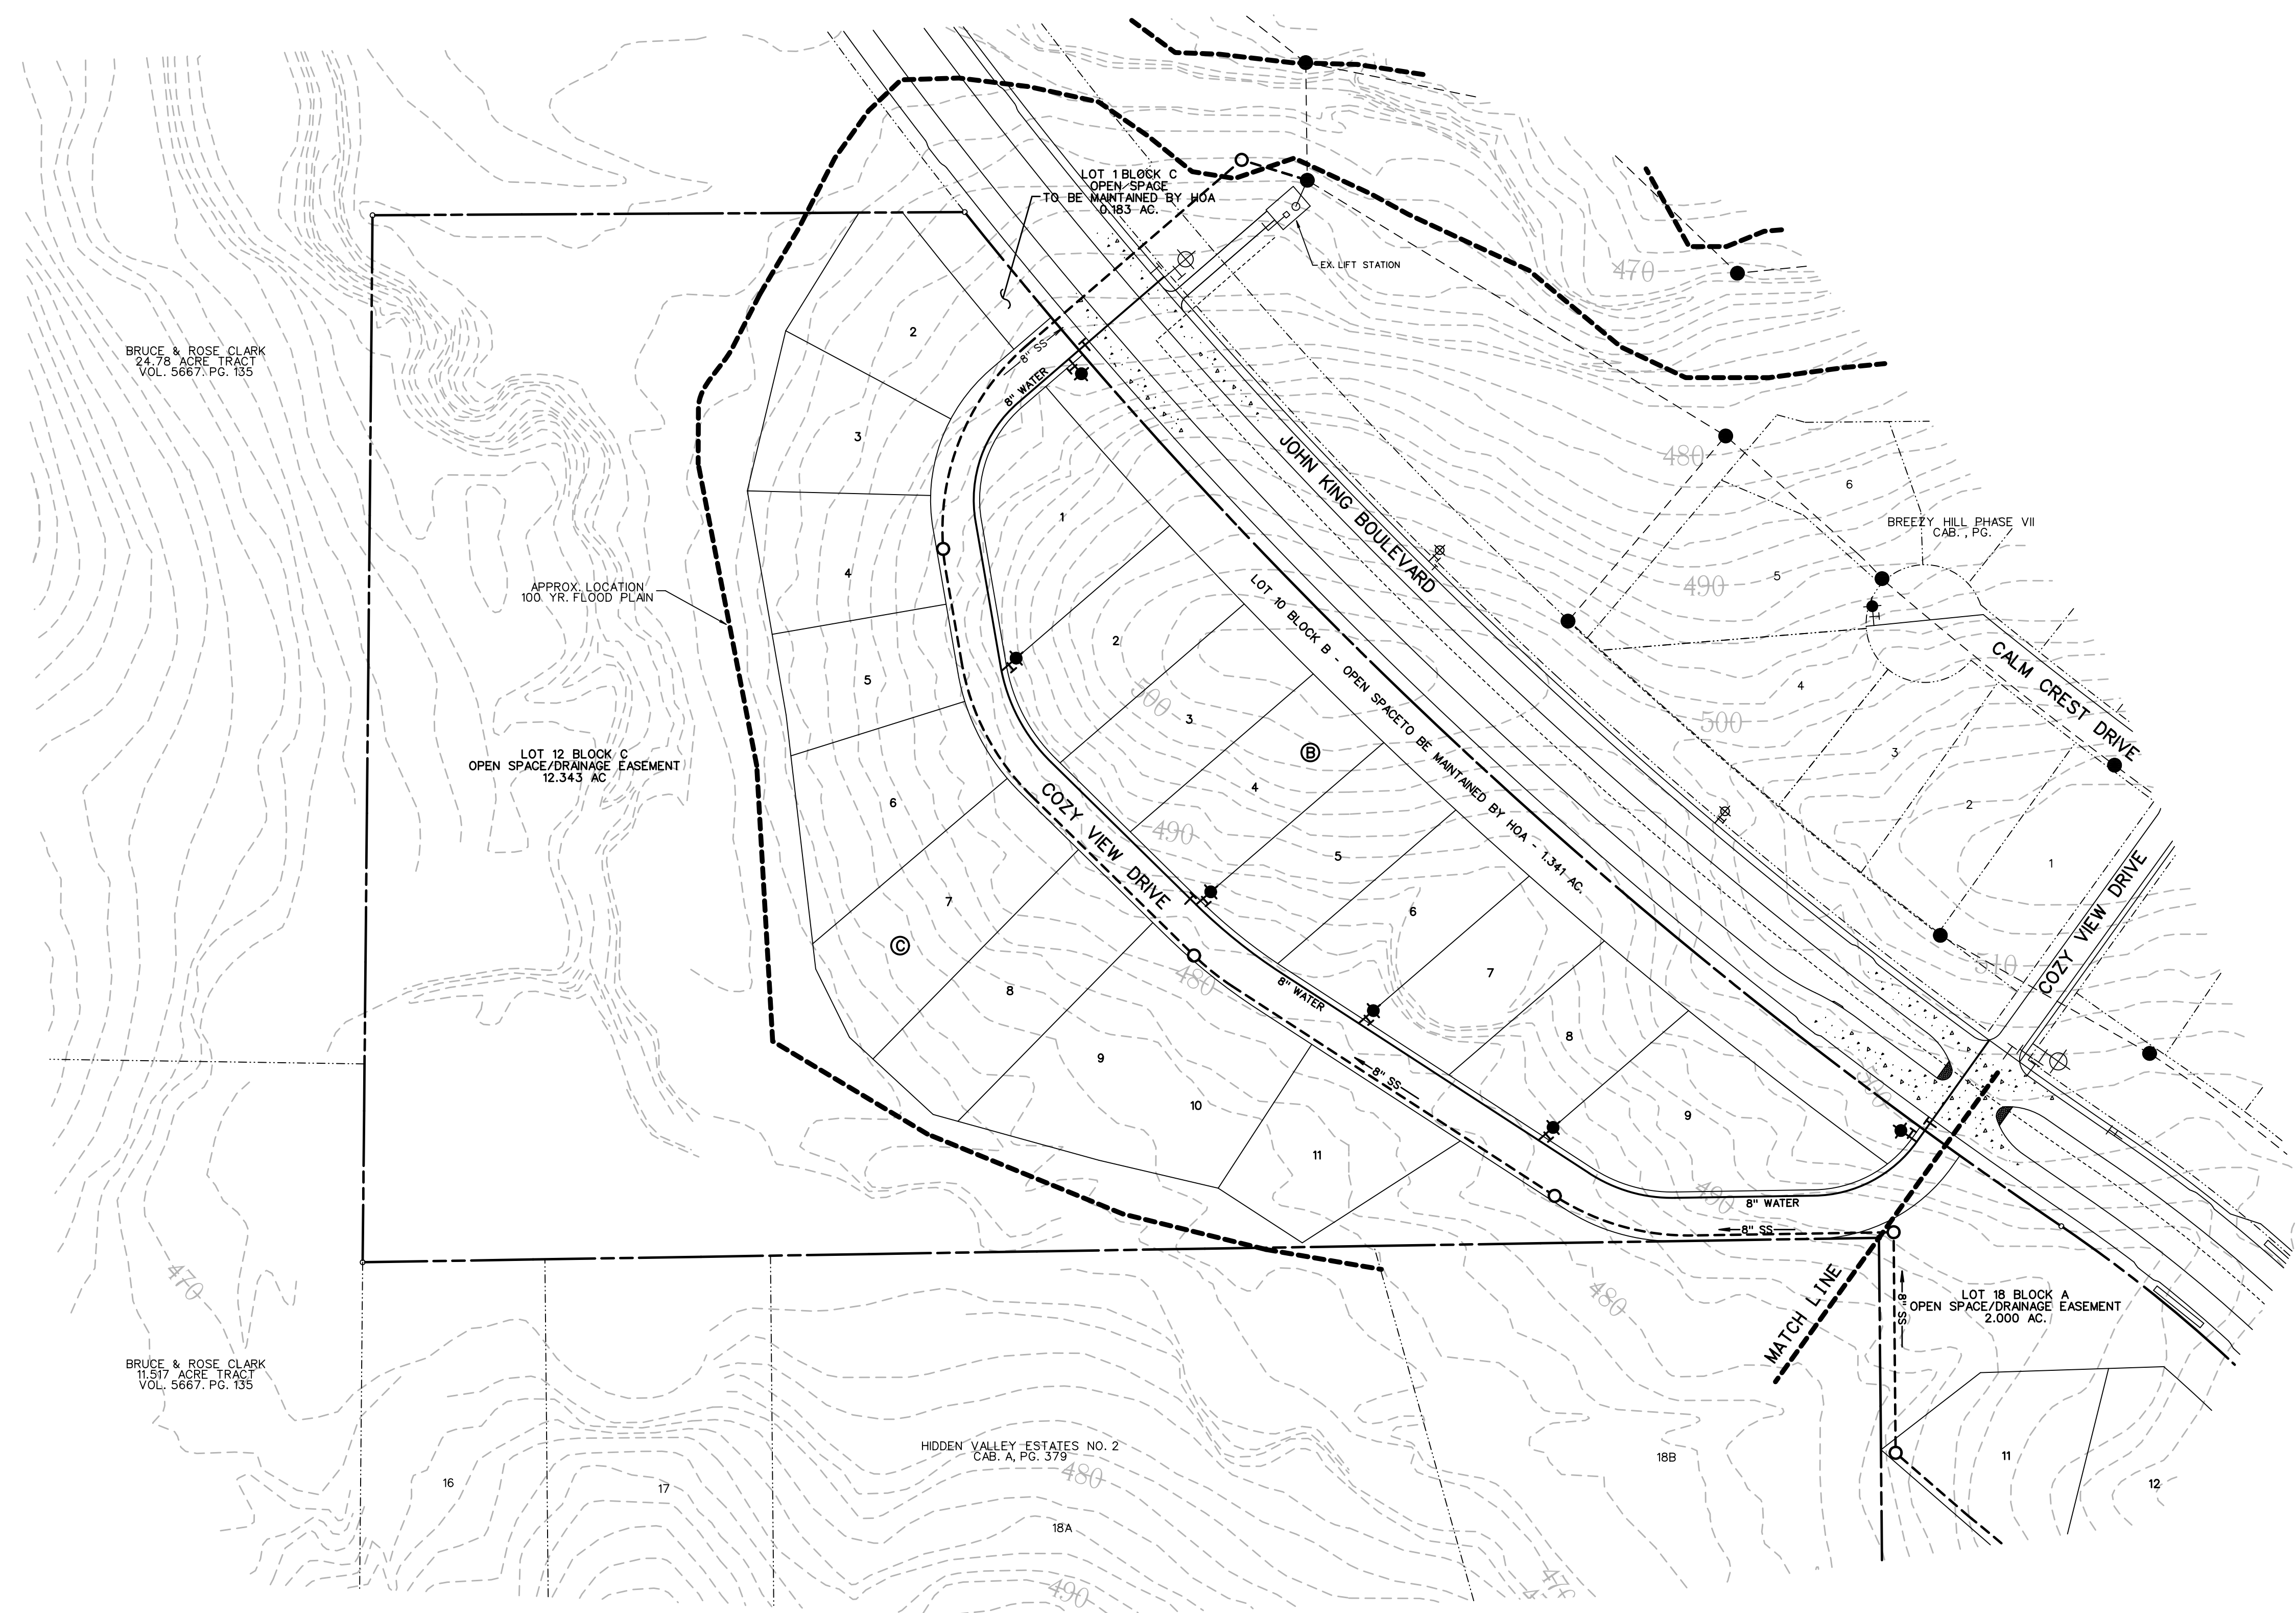 LOT 1 BLOCK C
OPEN SPACE
TO BE MAINTAINED BY HOA
0.183 AC.
EX. LIFT STATION
470
BRUCE & ROSE CLARK
24.78 ACRE TRACT
VOL. 5667. PG. 135
2
8" SS
8" WATER
3
JOHN KING BOULEVARD
480
6
BREEZY HILL PHASE VII
CAB. , PG.
1
4
APPROX. LOCATION
100 YR. FLOOD PLAIN
490
5
LOT 10 BLOCK B - OPEN SPACETO BE MAINTAINED BY HOA - 1.341 AC.
2
5
CALM CREST DRIVE
4
500
3
500
B
3
LOT 12 BLOCK C
OPEN SPACE/DRAINAGE EASEMENT
12.343 AC
6
4
2
COZY VIEW DRIVE
490
5
1
COZY VIEW DRIVE
7
6
C
480
8
8" WATER
7
510
9
8" SS
8
10
9
11
490
8" WATER
8" SS
MATCH LINE
8" SS
LOT 18 BLOCK A
OPEN SPACE/DRAINAGE EASEMENT
2.000 AC.
470
480
BRUCE & ROSE CLARK
11.517 ACRE TRACT
VOL. 5667. PG. 135
HIDDEN VALLEY ESTATES NO. 2
CAB. A, PG. 379
480
16
17
18A
18B
11
12
490